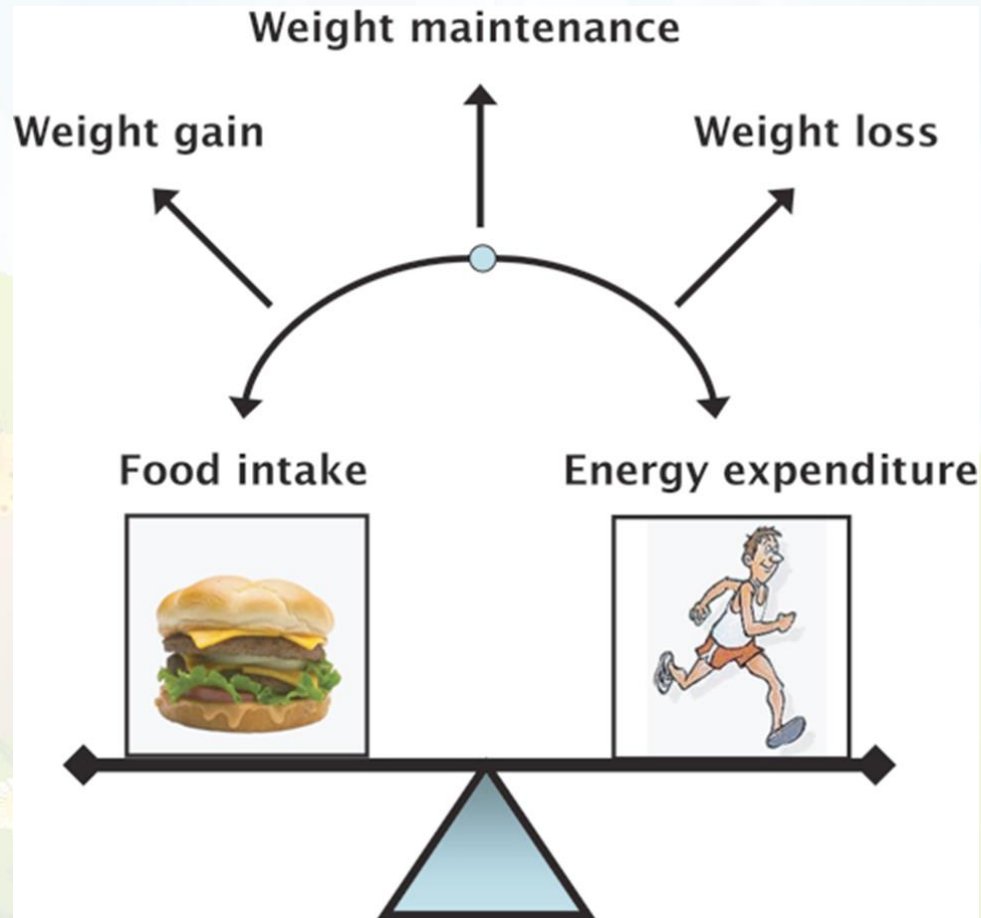 Weight maintenance
Weight gain
Weight loss
Food intake
Energy expenditure